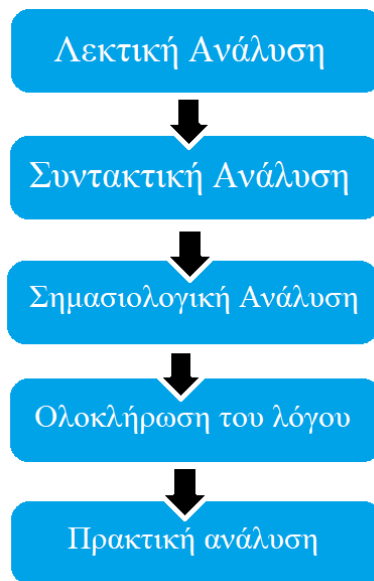 Λεκτική Ανάλυση
Συντακτική Ανάλυση
Σημασιολογική Ανάλυση
Ολοκλήρωση του λόγου
Πρακτική ανάλυση